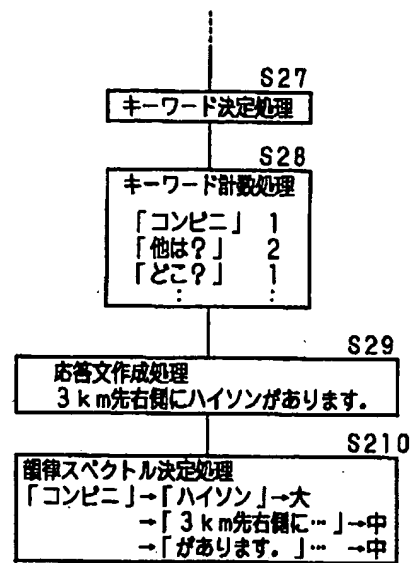 S27
キーワード決定処理
S28
キーワード計数処理
「コンビニ」 1
「他は?」 2
「どこ?」 1
: :
S29
応答文作成処理
3km先右側にハイソンがあります。
S210
韻律スペクトル決定処理
「コンビニ」→「ハイソン」→大
→「3km先右側に…」→中
→「があります。」… →中